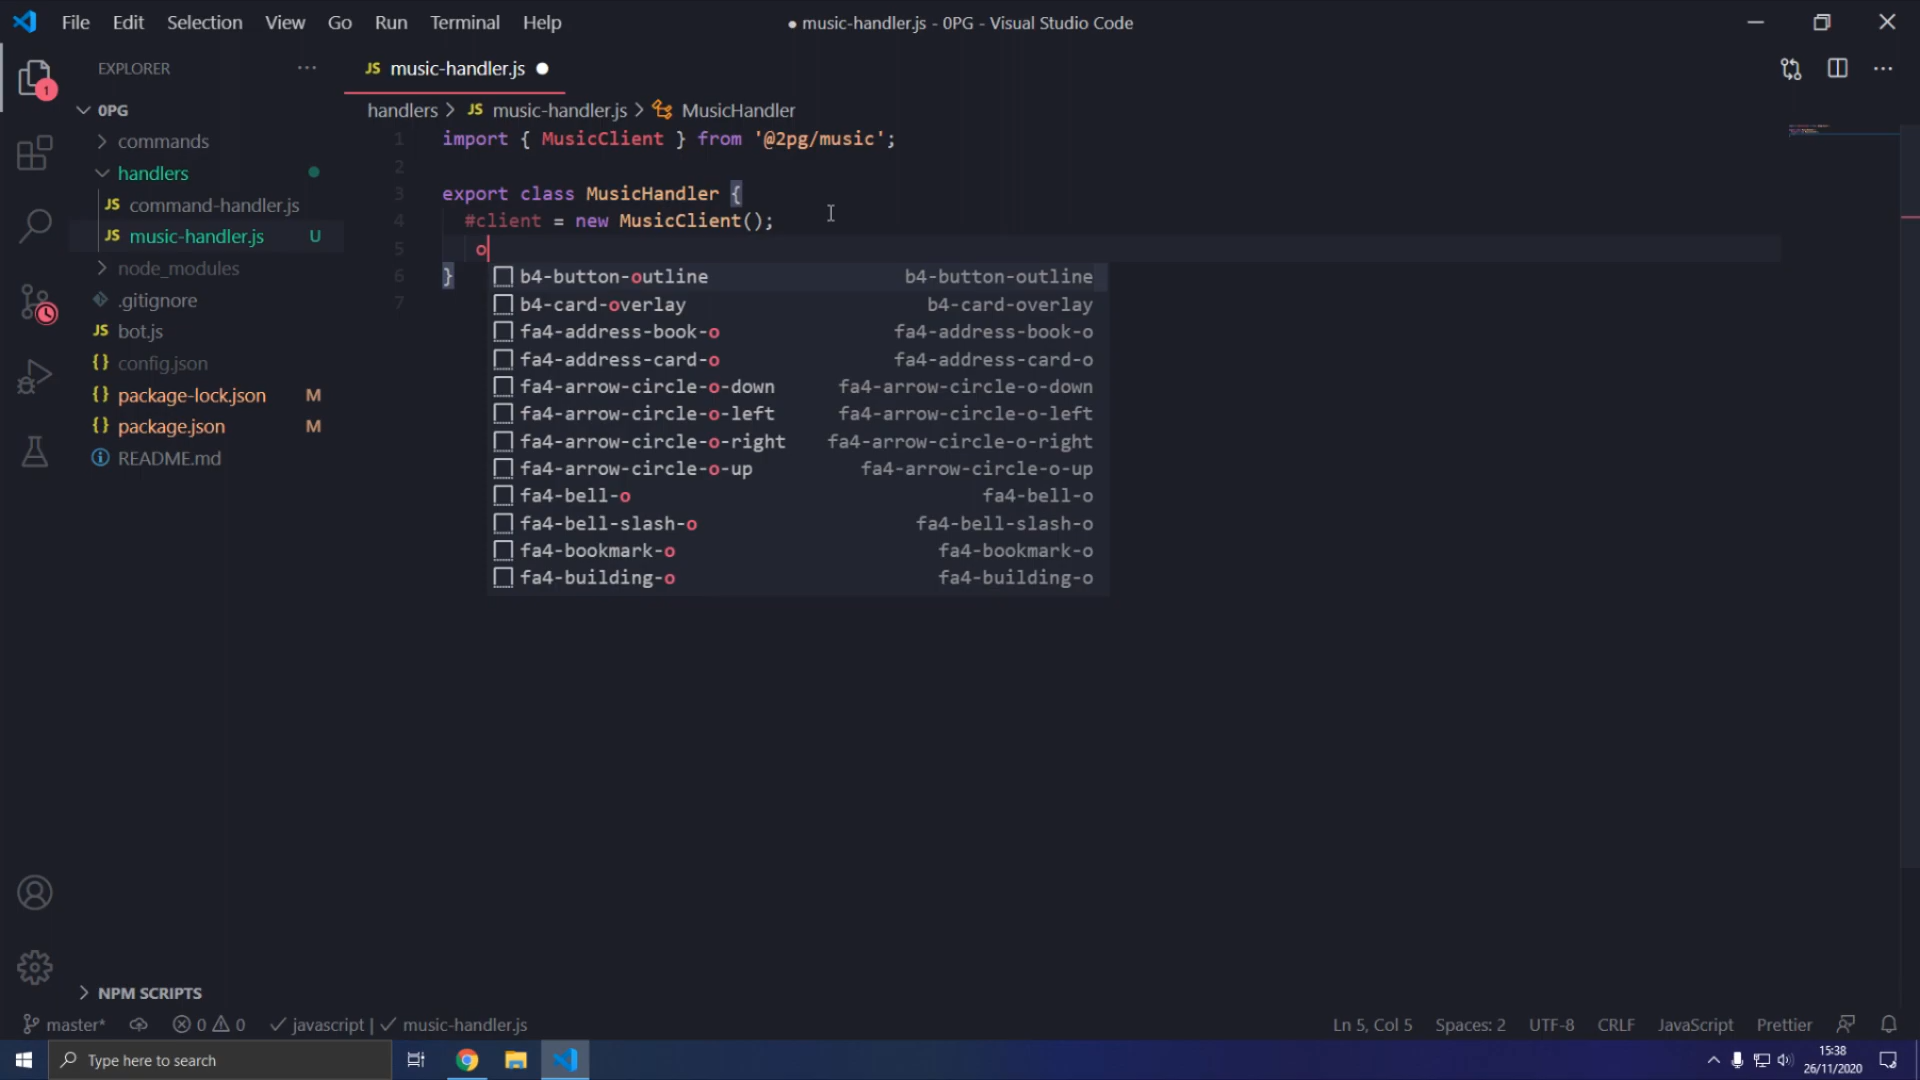 File Edit Selection View Go Run Terminal Help
● music-handler.js - 0PG - Visual Studio Code
EXPLORER ···
JS music-handler.js ●
0PG
handlers > JS music-handler.js > MusicHandler
commands
handlers
JS command-handler.js
JS music-handler.js U
node_modules
.gitignore
JS bot.js
{} config.json
{} package-lock.json M
{} package.json M
README.md
1 import { MusicClient } from '@2pg/music';
2
3 export class MusicHandler {
4 #client = new MusicClient();
5 o
6 }
7
b4-button-outline b4-button-outline
b4-card-overlay b4-card-overlay
fa4-address-book-o fa4-address-book-o
fa4-address-card-o fa4-address-card-o
fa4-arrow-circle-o-down fa4-arrow-circle-o-down
fa4-arrow-circle-o-left fa4-arrow-circle-o-left
fa4-arrow-circle-o-right fa4-arrow-circle-o-right
fa4-arrow-circle-o-up fa4-arrow-circle-o-up
fa4-bell-o fa4-bell-o
fa4-bell-slash-o fa4-bell-slash-o
fa4-bookmark-o fa4-bookmark-o
fa4-building-o fa4-building-o
1
NPM SCRIPTS
master* 0 0 javascript | music-handler.js Ln 5, Col 5 Spaces: 2 UTF-8 CRLF JavaScript Prettier
Type here to search
15:38
26/11/2020